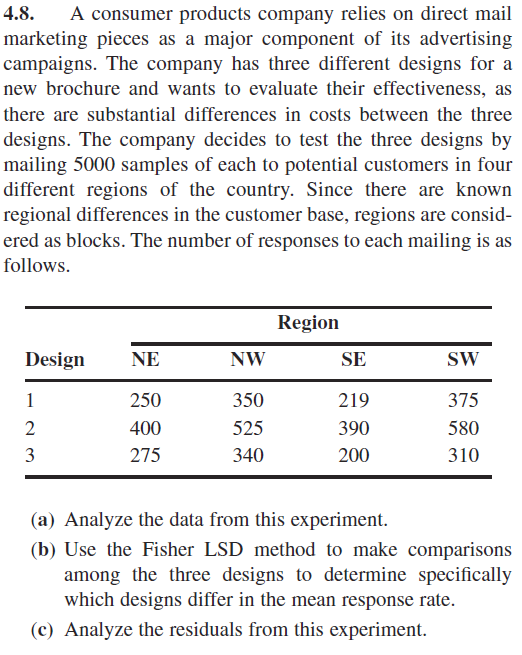 4.8. A consumer products company relies on direct mail
marketing pieces as a major component of its advertising
campaigns. The company has three different designs for a
new brochure and wants to evaluate their effectiveness, as
there are substantial differences in costs between the three
designs. The company decides to test the three designs by
mailing 5000 samples of each to potential customers in four
different regions of the country. Since there are known
regional differences in the customer base, regions are consid-
ered as blocks. The number of responses to each mailing is as
follows.
Region
Design NE NW SE SW
1 250 350 219 375
2 400 525 390 580
3 275 340 200 310
(a) Analyze the data from this experiment.
(b) Use the Fisher LSD method to make comparisons
among the three designs to determine specifically
which designs differ in the mean response rate.
(c) Analyze the residuals from this experiment.